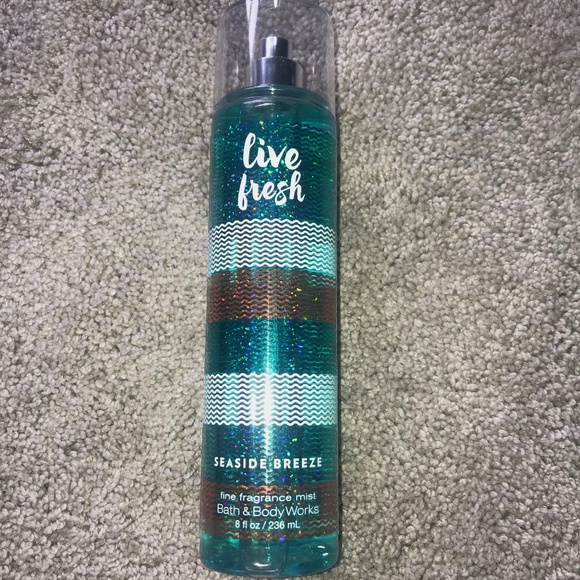 live
fresh
SEASIDE BREEZE
fine fragrance mist
Bath & Body Works
8 fl oz / 236 mL